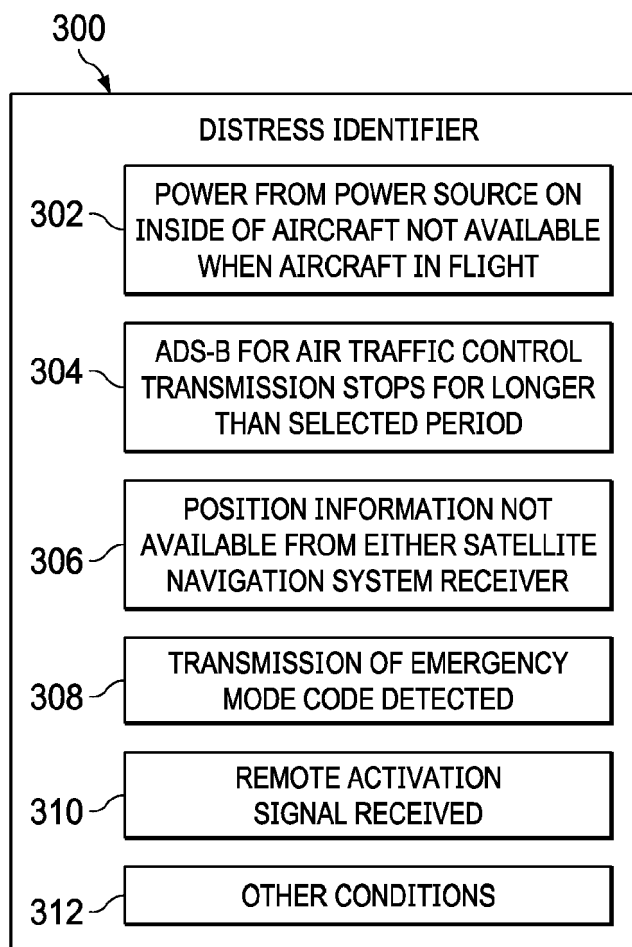 300
DISTRESS IDENTIFIER
302
POWER FROM POWER SOURCE ON
INSIDE OF AIRCRAFT NOT AVAILABLE
WHEN AIRCRAFT IN FLIGHT
304
ADS-B FOR AIR TRAFFIC CONTROL
TRANSMISSION STOPS FOR LONGER
THAN SELECTED PERIOD
306
POSITION INFORMATION NOT
AVAILABLE FROM EITHER SATELLITE
NAVIGATION SYSTEM RECEIVER
308
TRANSMISSION OF EMERGENCY
MODE CODE DETECTED
310
REMOTE ACTIVATION
SIGNAL RECEIVED
312
OTHER CONDITIONS